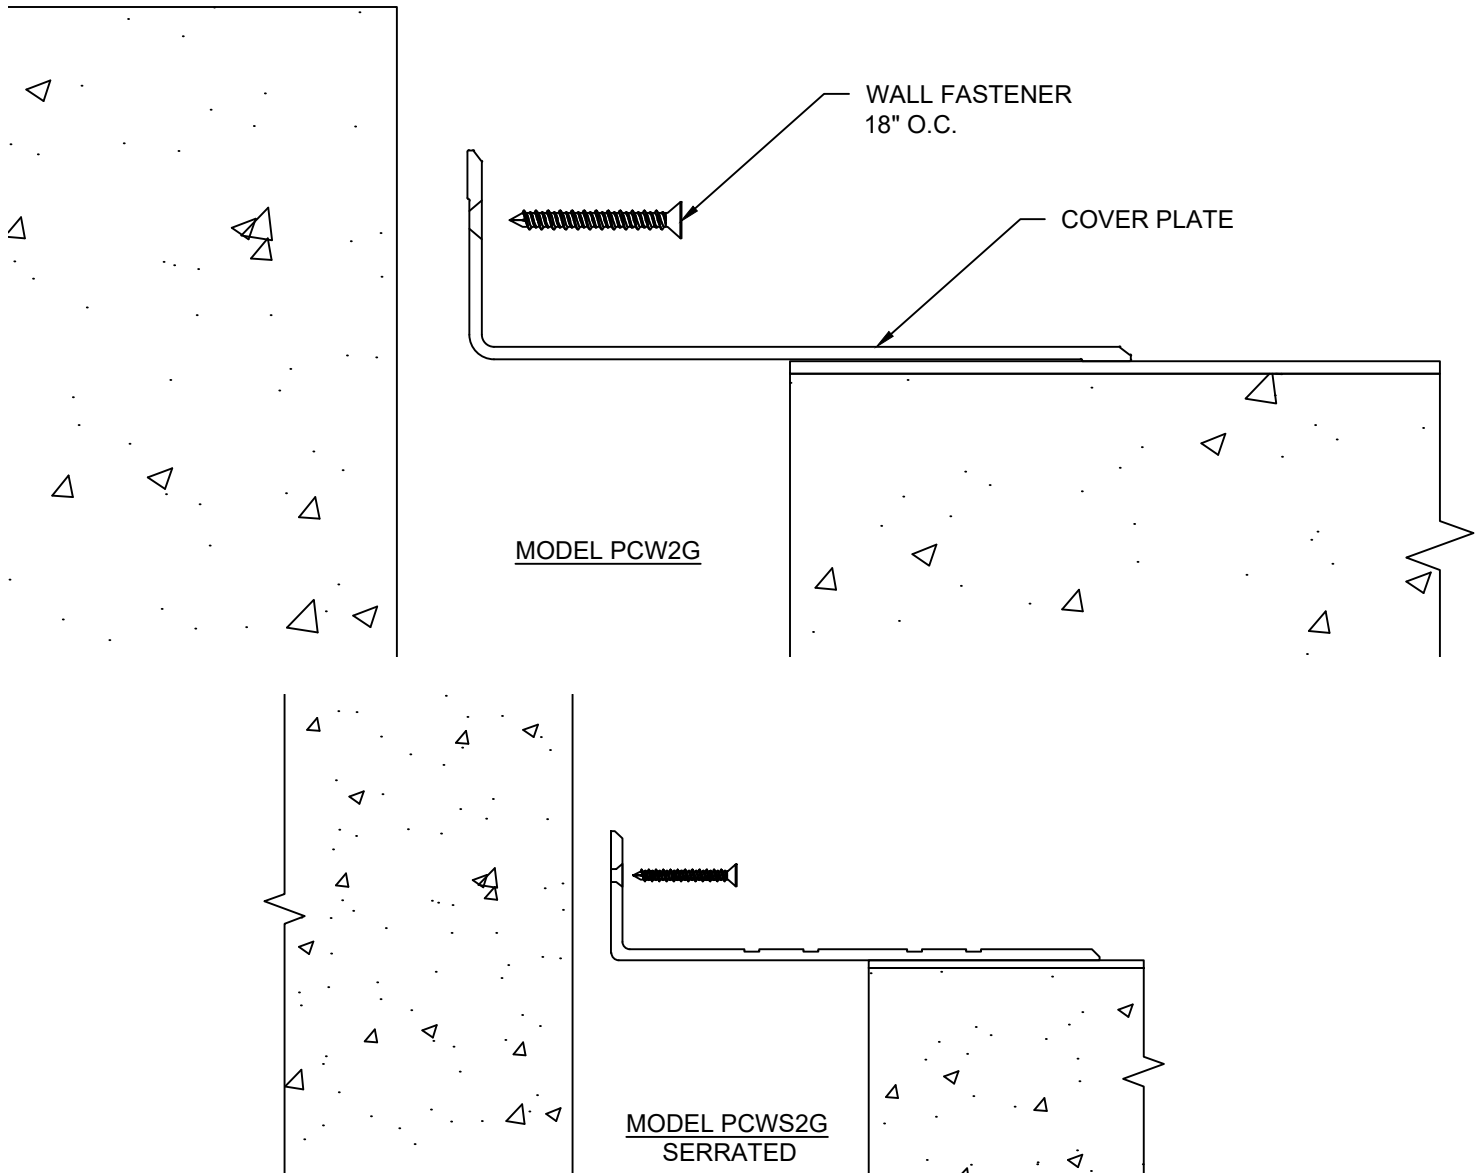 WALL FASTENER
18" O.C.
COVER PLATE
MODEL PCW2G
MODEL PCWS2G
SERRATED